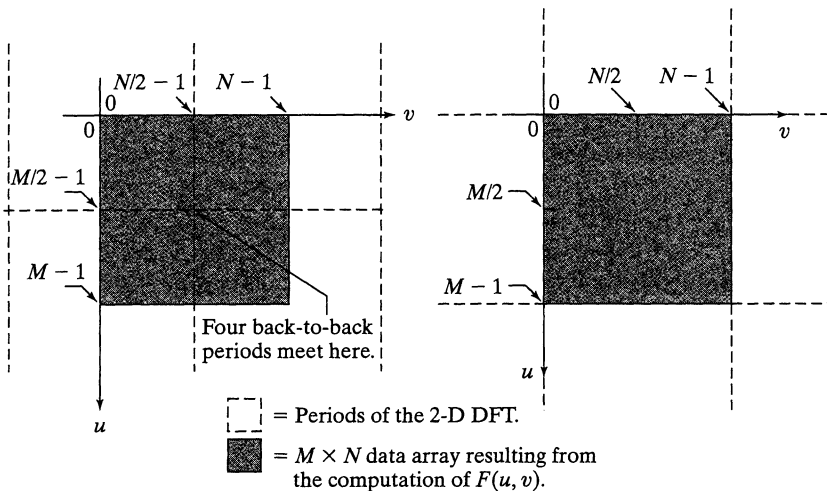 N/2 − 1
N − 1
0
0
v
M/2 − 1
M − 1
Four back-to-back
periods meet here.
u
N/2
N − 1
0
0
v
M/2
M − 1
u
= Periods of the 2-D DFT.
= M × N data array resulting from
the computation of F(u, v).